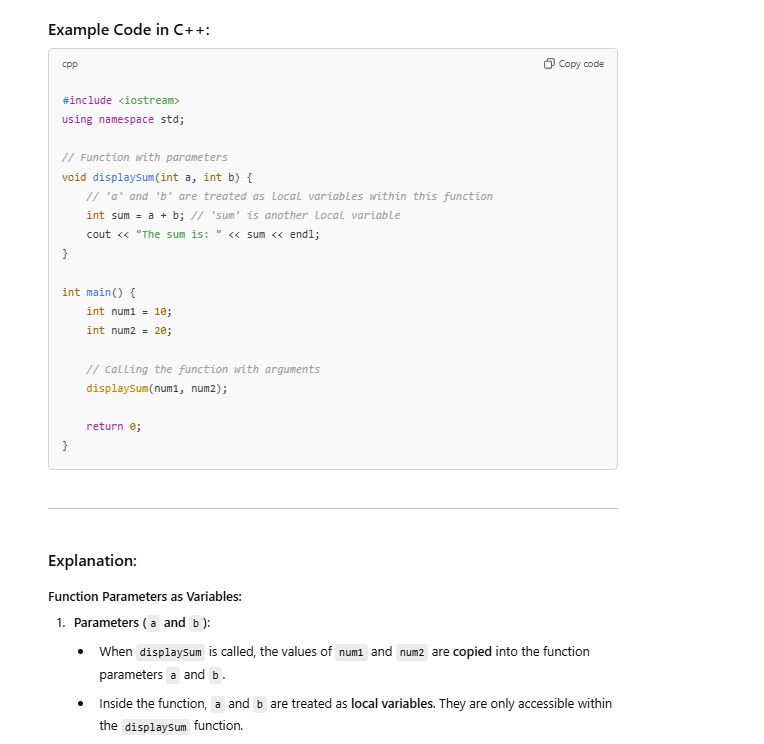 Example Code in C++:
cpp
Copy code
#include <iostream>
using namespace std;
// Function with parameters
void displaySum(int a, int b) {
    // 'a' and 'b' are treated as local variables within this function
    int sum = a + b; // 'sum' is another local variable
    cout << "The sum is: " << sum << endl;
}
int main() {
    int num1 = 10;
    int num2 = 20;
    // Calling the function with arguments
    displaySum(num1, num2);
    return 0;
}
Explanation:
Function Parameters as Variables:
1. Parameters ( a and b ):
• When displaySum is called, the values of num1 and num2 are copied into the function
parameters a and b .
• Inside the function, a and b are treated as local variables. They are only accessible within
the displaySum function.